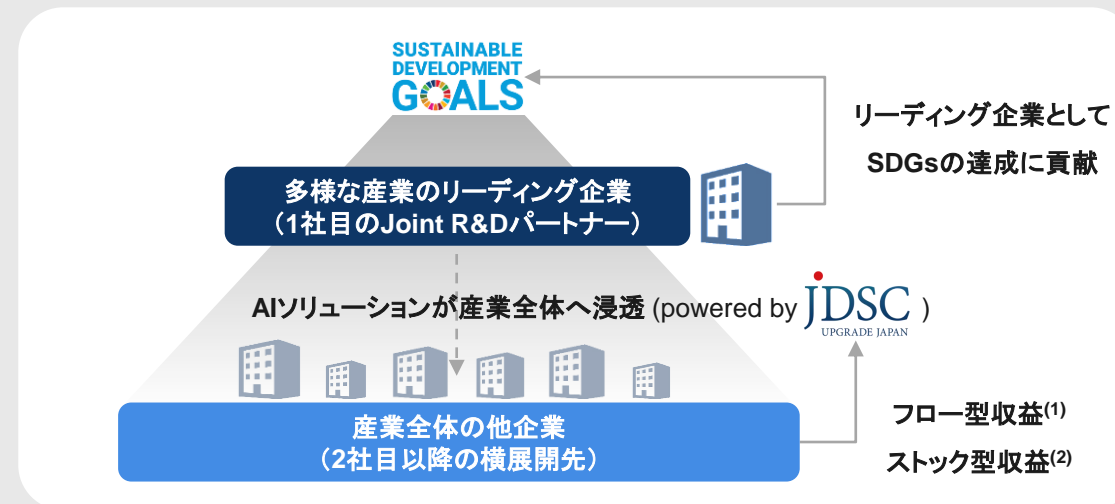 SUSTAINABLE
DEVELOPMENT
GOALS
リーディング企業として
SDGsの達成に貢献
多様な産業のリーディング企業
（1社目のJoint R&Dパートナー）
AIソリューションが産業全体へ浸透 (powered by JDSC )
UPGRADE JAPAN
産業全体の他企業
（2社目以降の横展開先）
フロー型収益(1)
ストック型収益(2)